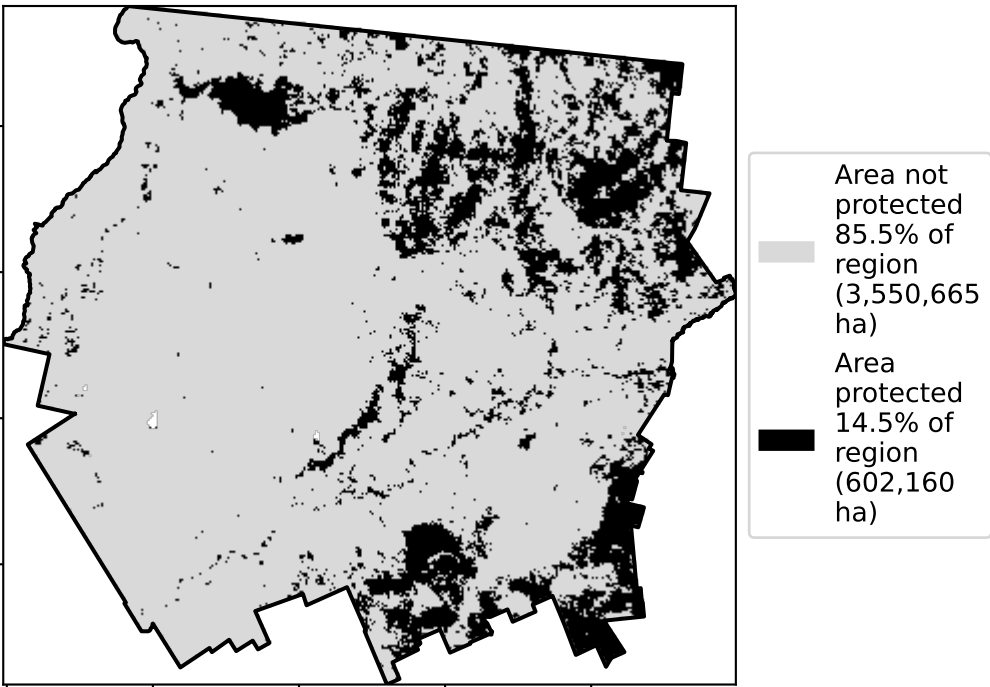 Area not
protected
85.5% of
region
(3,550,665
ha)
Area
protected
14.5% of
region
(602,160
ha)